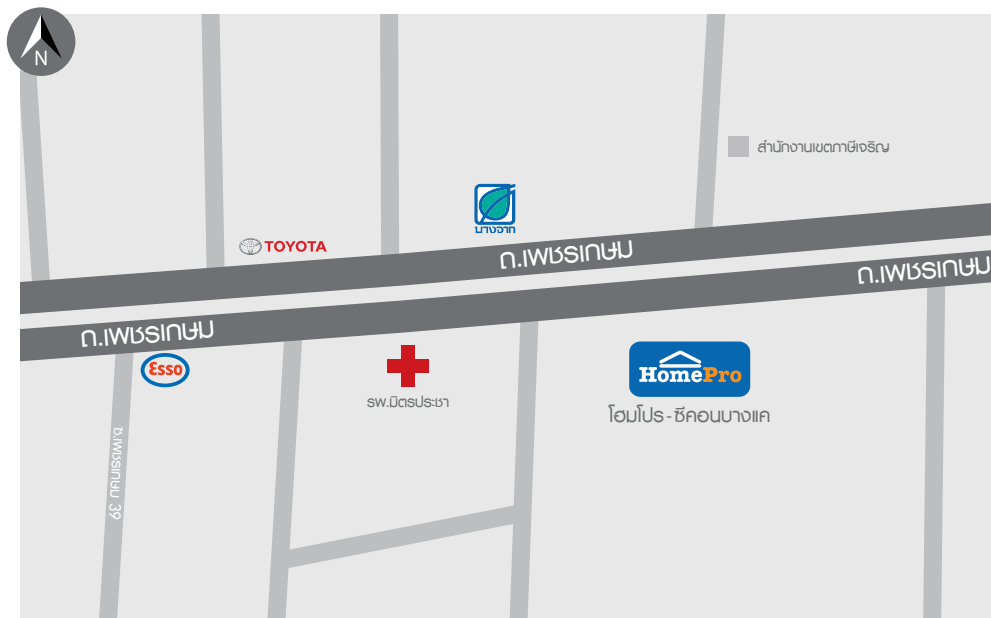 N
สำนักงานเขตภาษีเจริญ
บางจาก
TOYOTA
ถ.เพชรเกษม
ถ.เพชรเกษม
ถ.เพชรเกษม
Esso
รพ.มิตรประชา
HomePro
โฮมโปร - ซีคอนบางแค
ซ.เพชรเกษม 39